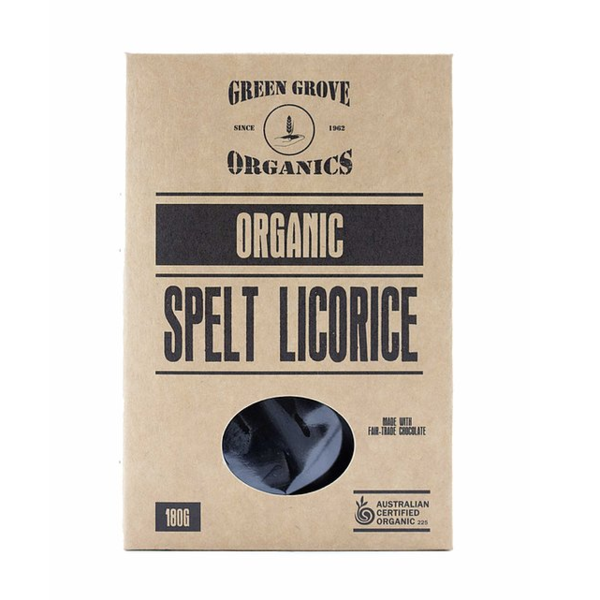 GREEN GROVE
SINCE 1962
ORGANICS
ORGANIC
SPELT LICORICE
MADE WITH
FAIR-TRADE CHOCOLATE
180G
AUSTRALIAN
CERTIFIED
ORGANIC 225